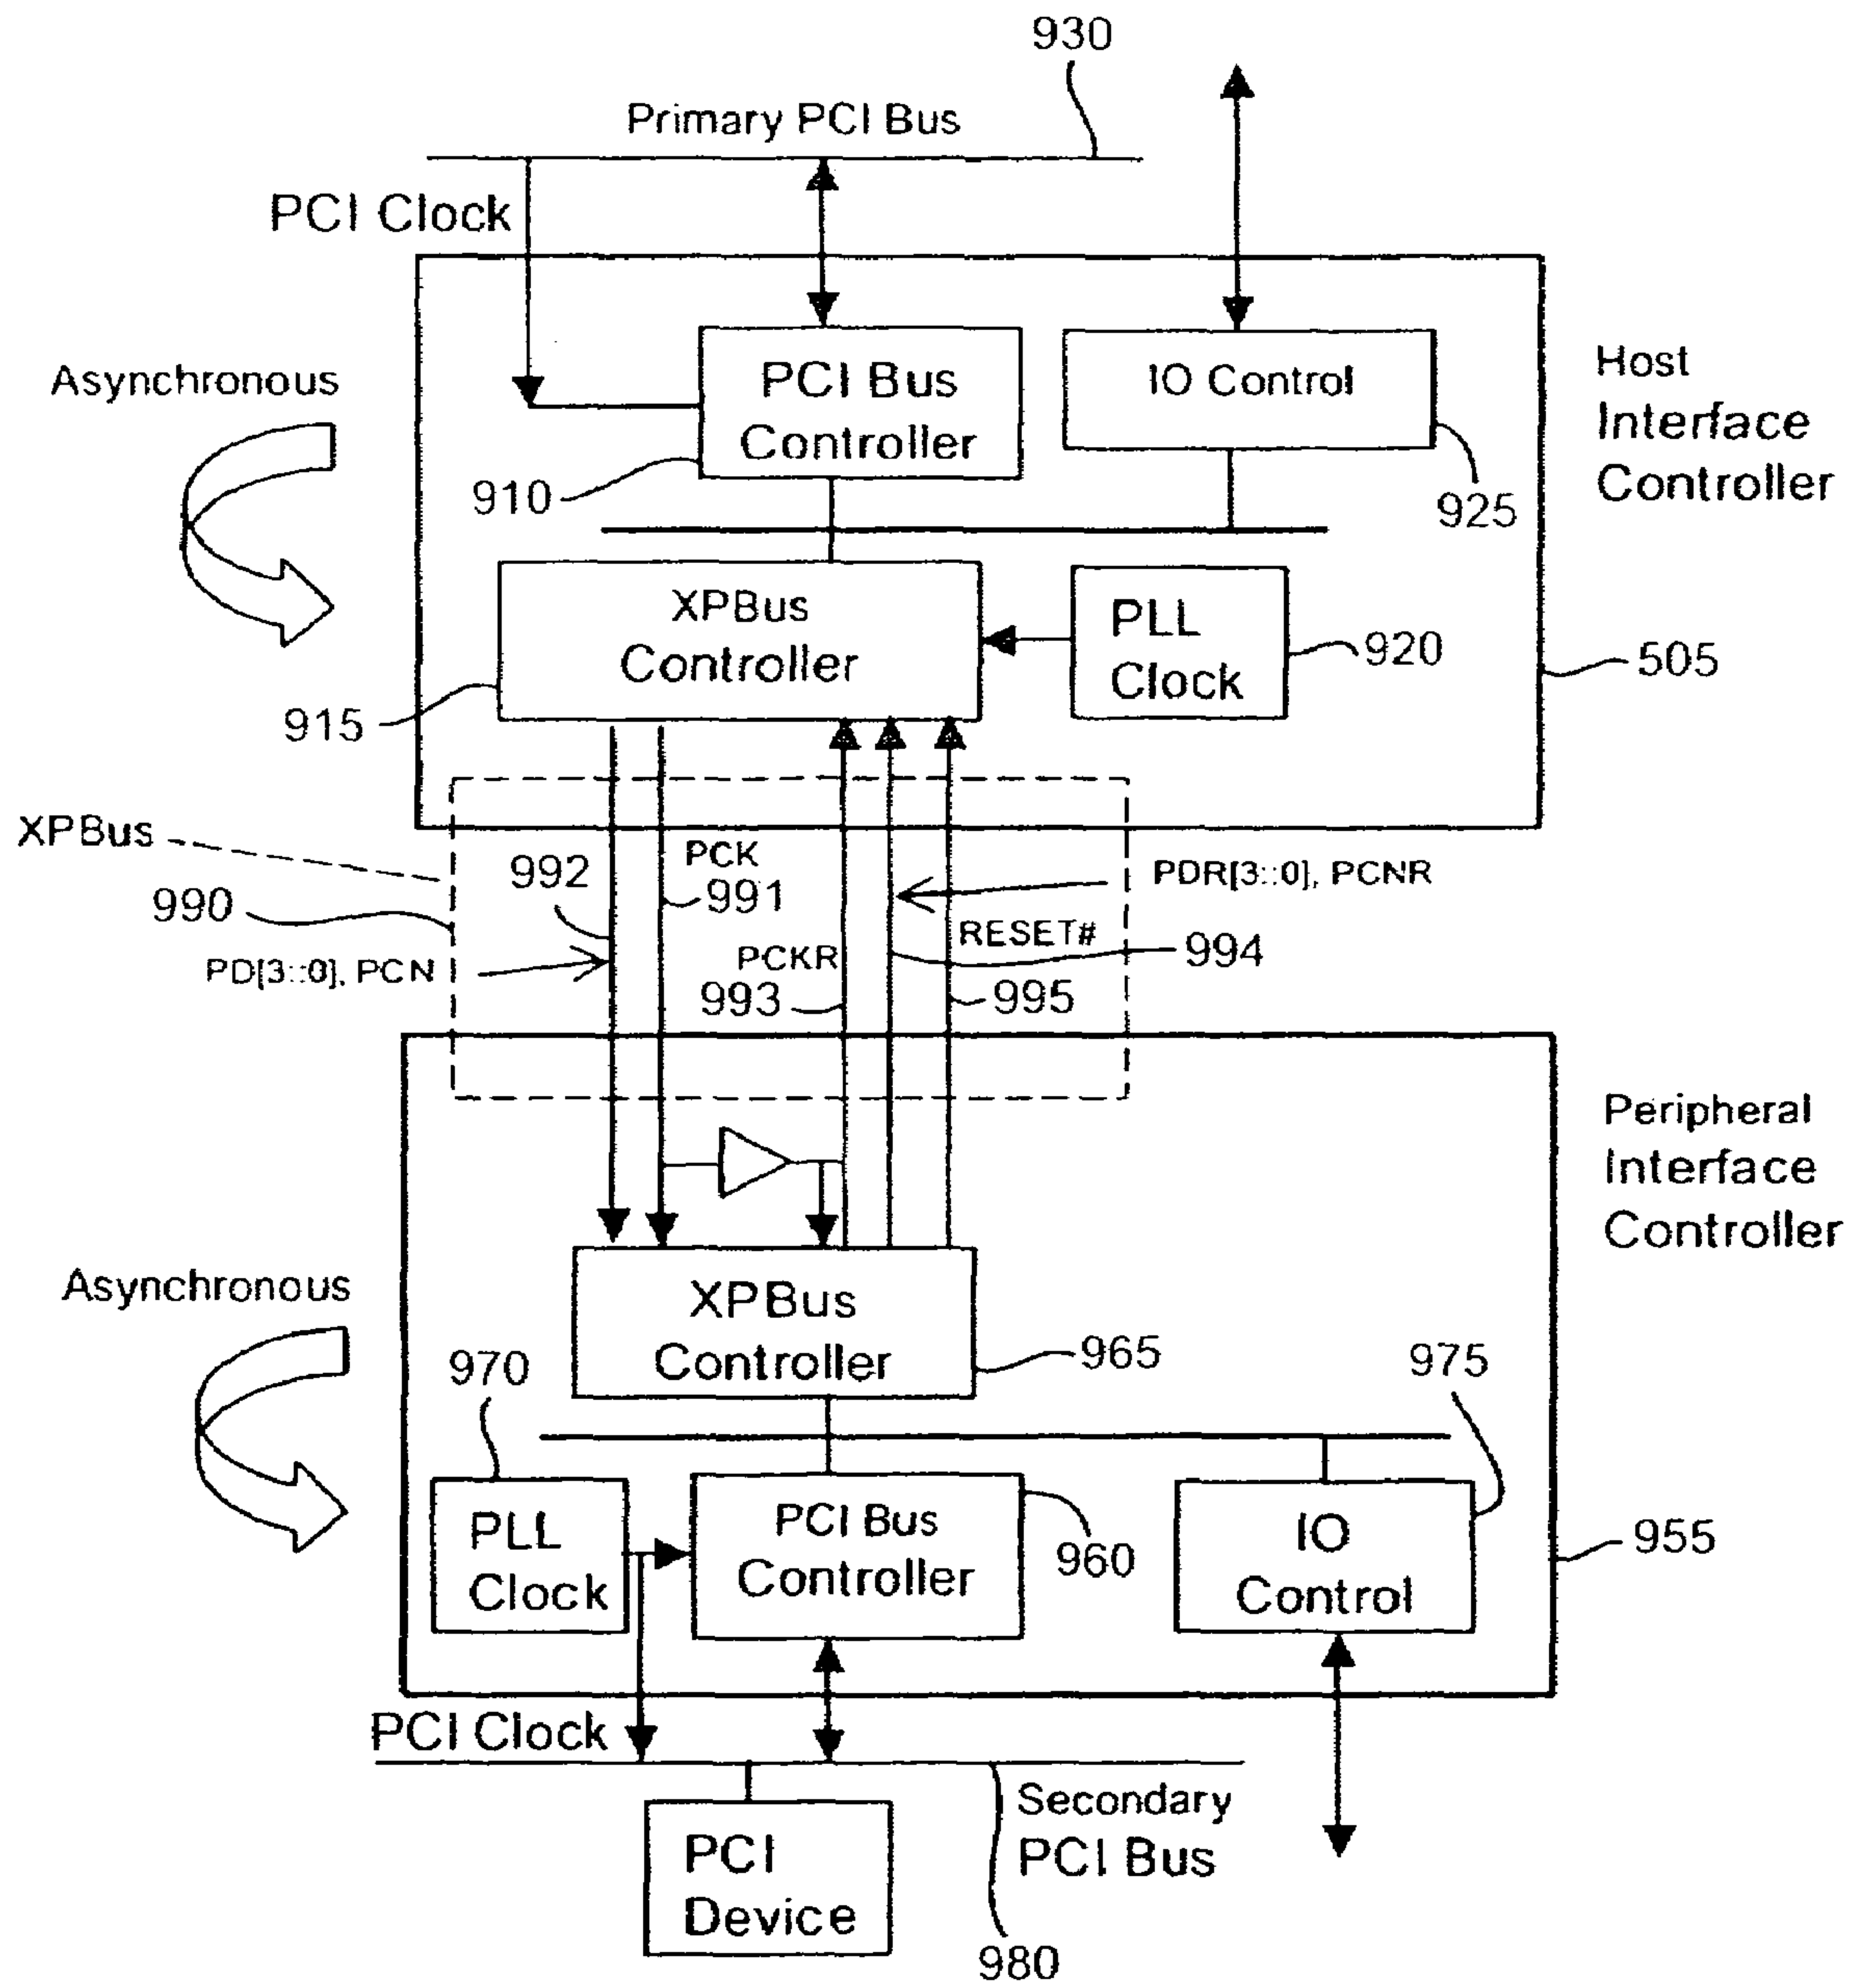 930
Primary PCI Bus
PCI Clock
Asynchronous
PCI Bus
Controller
IO Control
Host
Interface
Controller
910
925
XPBus
Controller
PLL
Clock
920
505
915
XPBus
990
992
PCK
991
PDR[3::0], PCNR
RESET#
994
PD[3::0], PCN
PCKR
993
995
Peripheral
Interface
Controller
Asynchronous
XPBus
Controller
965
970
975
PLL
Clock
PCI Bus
Controller
960
IO
Control
955
PCI Clock
Secondary
PCI Bus
PCI
Device
980